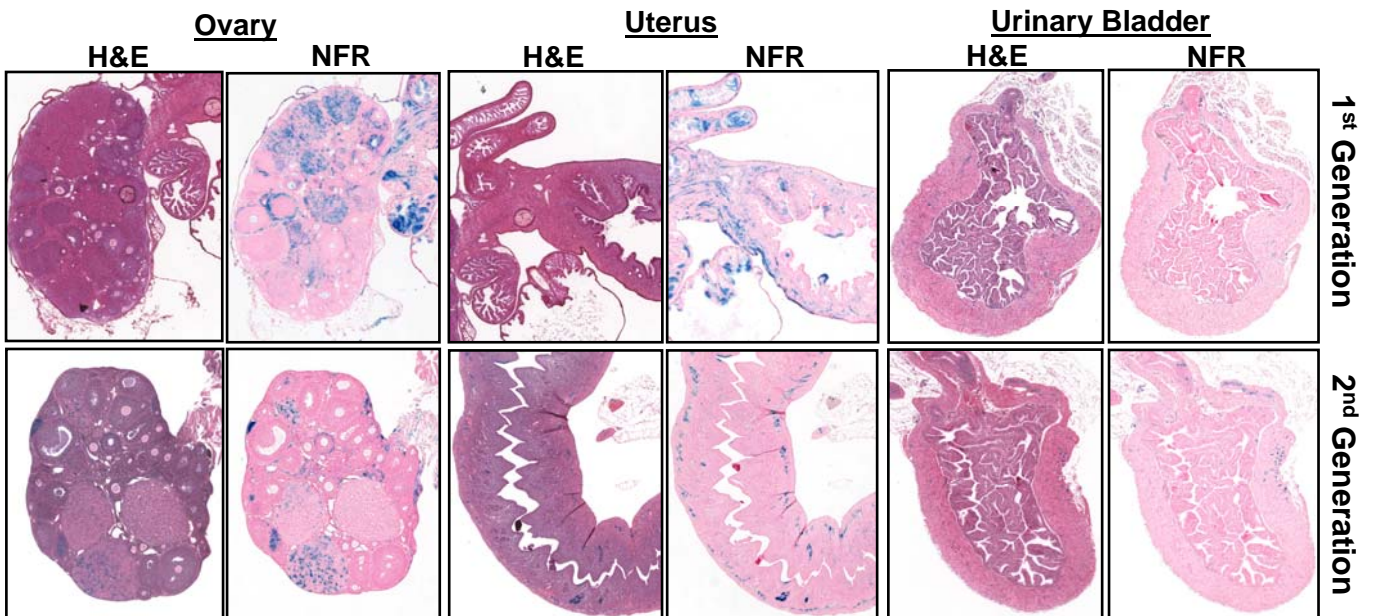 Ovary
Uterus
Urinary Bladder
H&E
NFR
H&E
NFR
H&E
NFR
1st Generation
2nd Generation